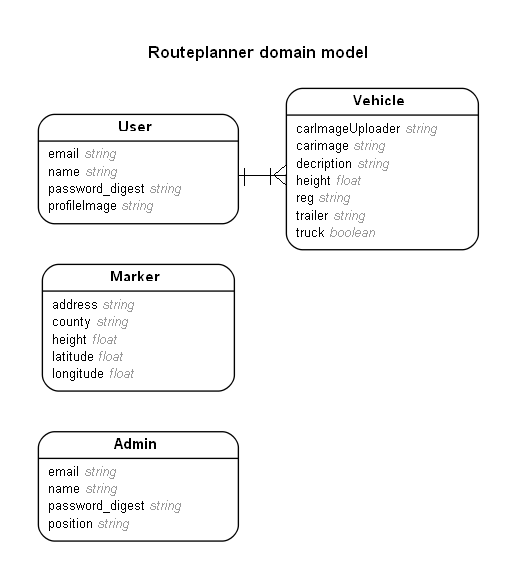 Routeplanner domain model
User
email string
name string
password_digest string
profileImage string
Vehicle
carImageUploader string
carimage string
decription string
height float
reg string
trailer string
truck boolean
Marker
address string
county string
height float
latitude float
longitude float
Admin
email string
name string
password_digest string
position string